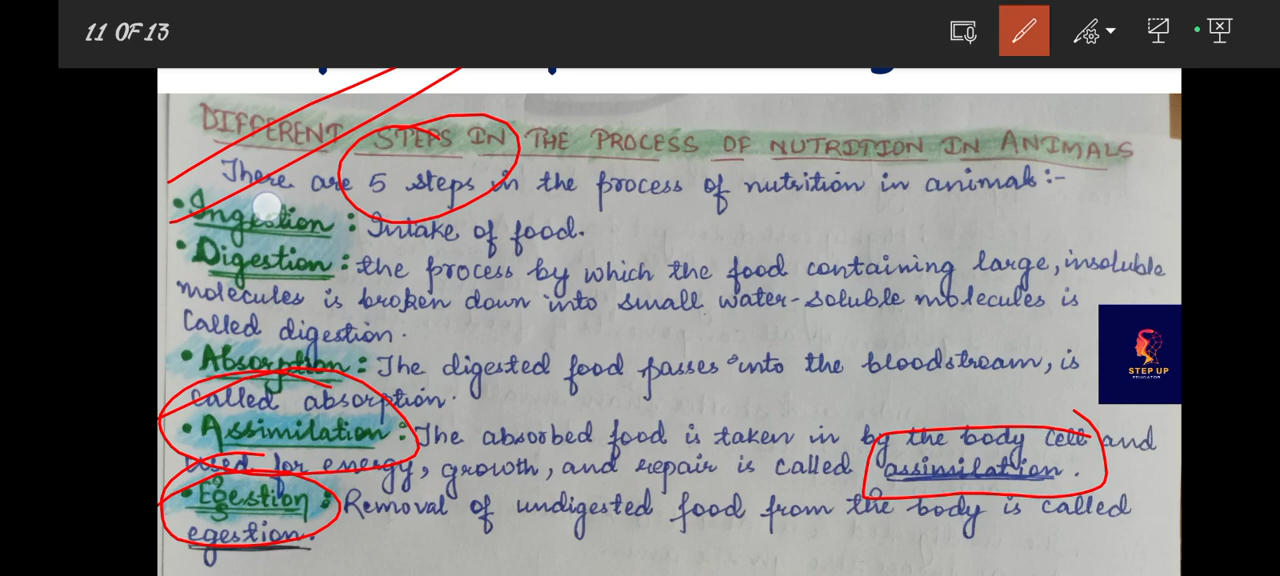 11 OF 13
DIFFERENT STEPS IN THE PROCESS OF NUTRITION IN ANIMALS
There are 5 steps in the process of nutrition in animals:-
• Ingestion : Intake of food.
• Digestion : the process by which the food containing large, insoluble
molecules is broken down into small water-soluble molecules is
called digestion.
• Absorption : The digested food passes into the bloodstream, is
called absorption.
• Assimilation : The absorbed food is taken in by the body cell and
used for energy, growth, and repair is called assimilation.
• Egestion : Removal of undigested food from the body is called
egestion.
STEP UP
EDUCATOR